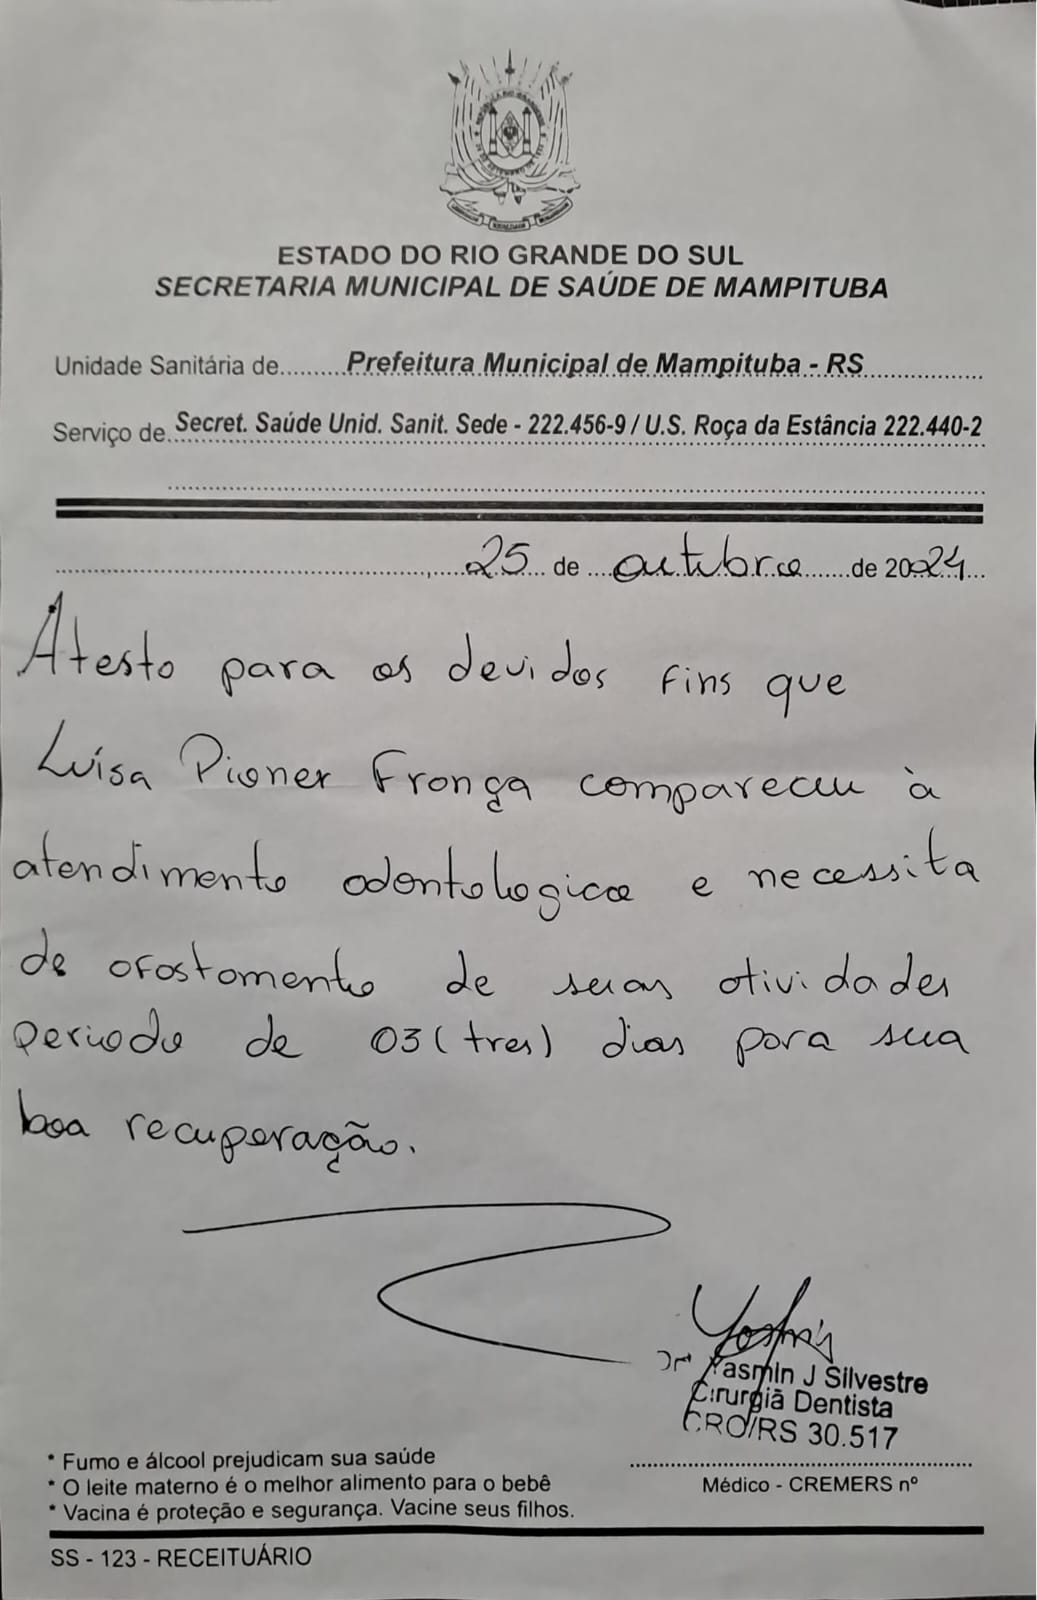 ESTADO DO RIO GRANDE DO SUL
SECRETARIA MUNICIPAL DE SAÚDE DE MAMPITUBA
Unidade Sanitária de.........Prefeitura Municipal de Mampituba - RS
Serviço de Secret. Saúde Unid. Sanit. Sede - 222.456-9 / U.S. Roça da Estância 222.440-2
25 de outubro de 2024
Atesto para os devidos fins que
Luísa Pioner França compareceu à
atendimento odontologico e necessita
de afastamento de suas atividades
periodo de 03 (tres) dias para sua
boa recuperação.
Drª Yasmin J Silvestre
Cirurgiã Dentista
CRO/RS 30.517
* Fumo e álcool prejudicam sua saúde
* O leite materno é o melhor alimento para o bebê
Médico - CREMERS nº
* Vacina é proteção e segurança. Vacine seus filhos.
SS - 123 - RECEITUÁRIO